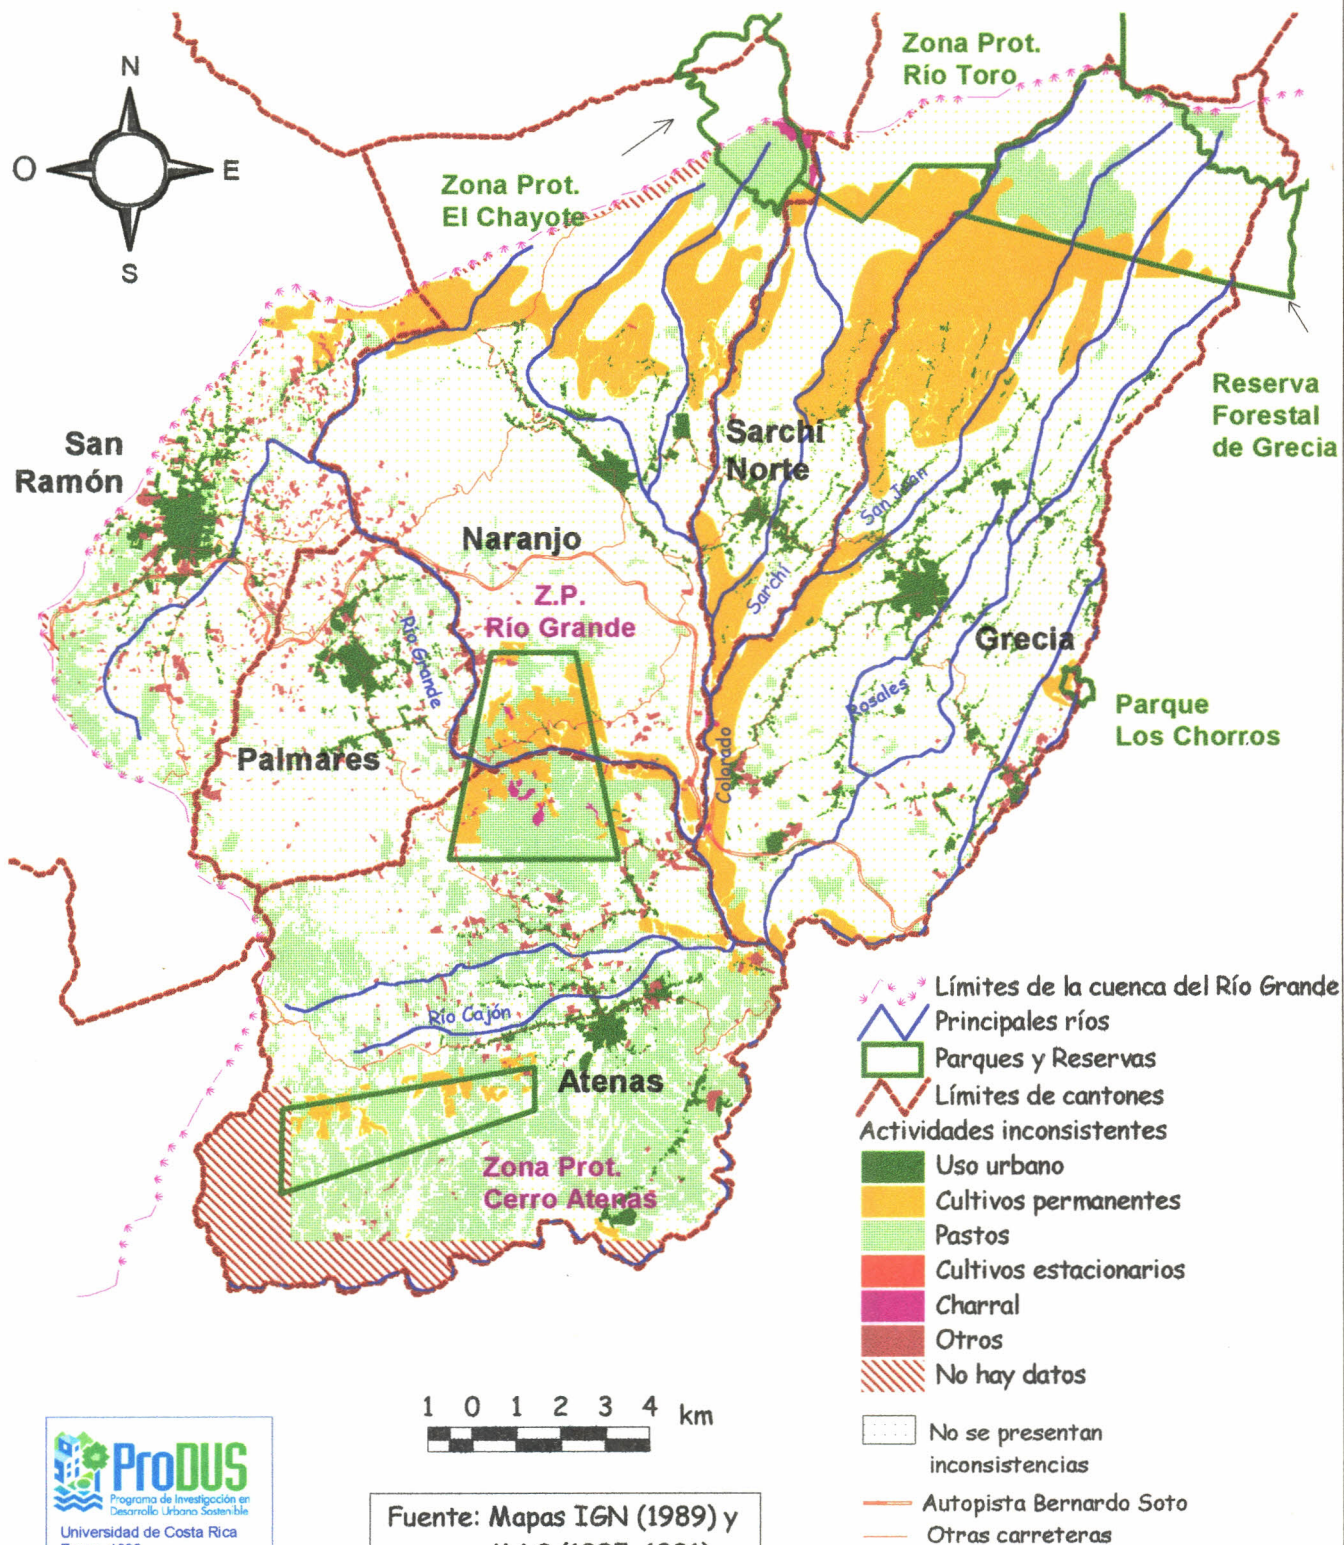 Zona Prot.
Río Toro
N
O
E
S
Zona Prot.
El Chayote
Reserva
Forestal
de Grecia
San
Ramón
Sarchí
Norte
San Juan
Naranjo
Z.P.
Río Grande
Sarchí
Río Grande
Grecia
Rosales
Parque
Los Chorros
Palmares
Colorado
Río Cajón
Atenas
Zona Prot.
Cerro Atenas
Límites de la cuenca del Río Grande
Principales ríos
Parques y Reservas
Límites de cantones
Actividades inconsistentes
Uso urbano
Cultivos permanentes
Pastos
Cultivos estacionarios
Charral
Otros
No hay datos
No se presentan
inconsistencias
Autopista Bernardo Soto
Otras carreteras
1 0 1 2 3 4 km
ProDUS
Programa de Investigación en
Desarrollo Urbano Sostenible
Universidad de Costa Rica
Fuente: Mapas IGN (1989) y